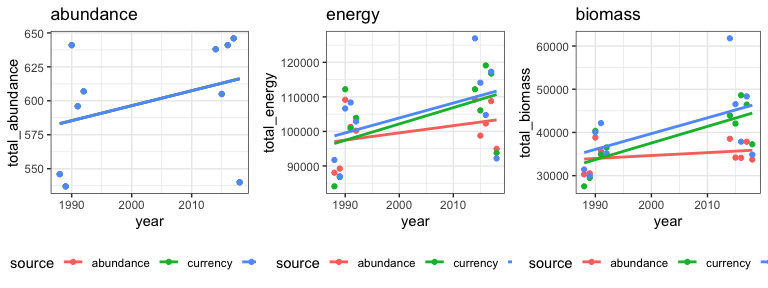 abundance
650
625
600
575
550
total_abundance
1990
2000
2010
year
source
abundance
currency
energy
120000
110000
100000
90000
total_energy
1990
2000
2010
year
source
abundance
currency
biomass
60000
50000
40000
30000
total_biomass
1990
2000
2010
year
source
abundance
currency